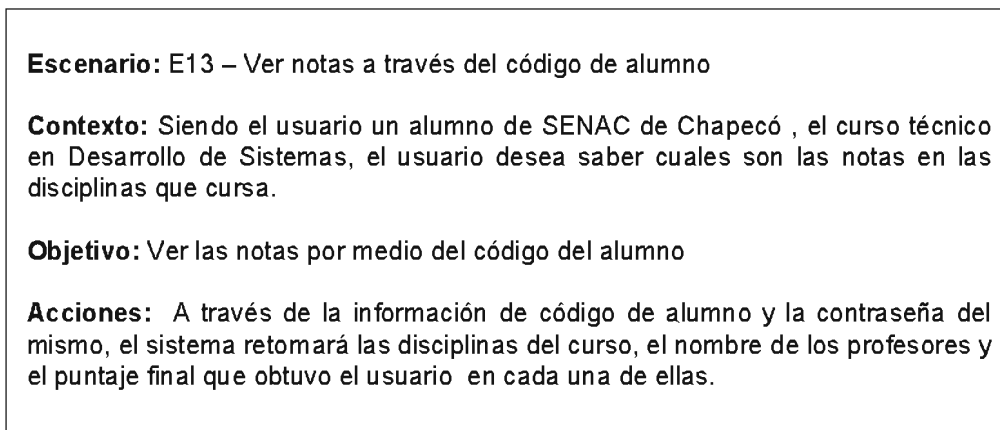 Escenario: E13 – Ver notas a través del código de alumno
Contexto: Siendo el usuario un alumno de SENAC de Chapecó , el curso técnico
en Desarrollo de Sistemas, el usuario desea saber cuales son las notas en las
disciplinas que cursa.
Objetivo: Ver las notas por medio del código del alumno
Acciones: A través de la información de código de alumno y la contraseña del
mismo, el sistema retomará las disciplinas del curso, el nombre de los profesores y
el puntaje final que obtuvo el usuario en cada una de ellas.